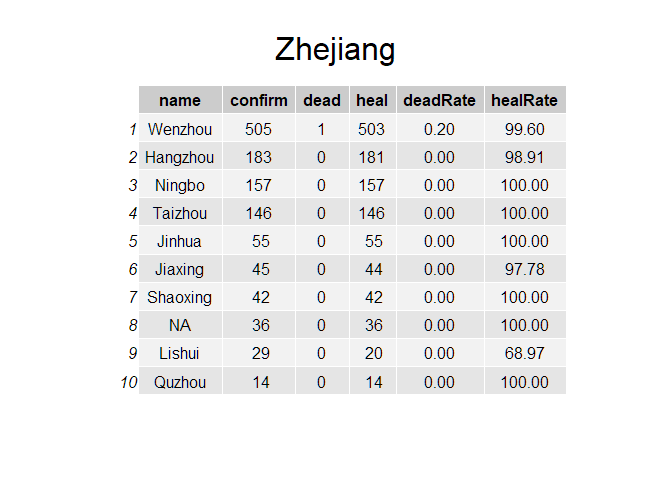 Zhejiang
name confirm dead heal deadRate healRate
1 Wenzhou 505 1 503 0.20 99.60
2 Hangzhou 183 0 181 0.00 98.91
3 Ningbo 157 0 157 0.00 100.00
4 Taizhou 146 0 146 0.00 100.00
5 Jinhua 55 0 55 0.00 100.00
6 Jiaxing 45 0 44 0.00 97.78
7 Shaoxing 42 0 42 0.00 100.00
8 NA 36 0 36 0.00 100.00
9 Lishui 29 0 20 0.00 68.97
10 Quzhou 14 0 14 0.00 100.00